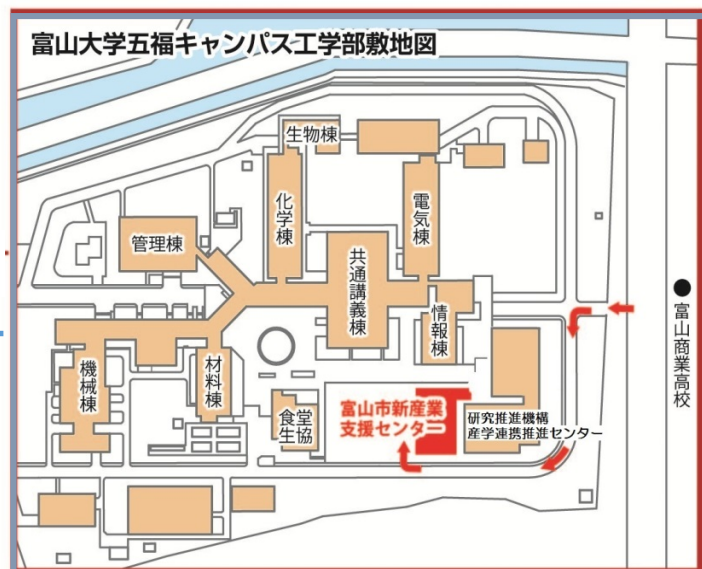 富山大学五福キャンパス工学部敷地図
生物棟
化学棟
電気棟
管理棟
共通講義棟
情報棟
機械棟
材料棟
食堂
生協
富山市新産業
支援センター
研究推進機構
産学連携推進センター
●富山商業高校